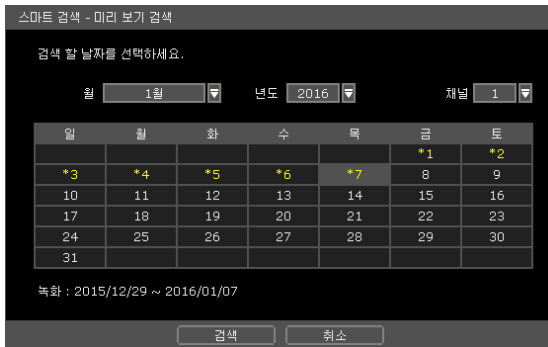 스마트 검색 - 미리 보기 검색
검색 할 날짜를 선택하세요.
월 1월 년도 2016 채널 1
일 월 화 수 목 금 토
*1 *2
*3 *4 *5 *6 *7 8 9
10 11 12 13 14 15 16
17 18 19 20 21 22 23
24 25 26 27 28 29 30
31
녹화 : 2015/12/29 ~ 2016/01/07
검색 취소